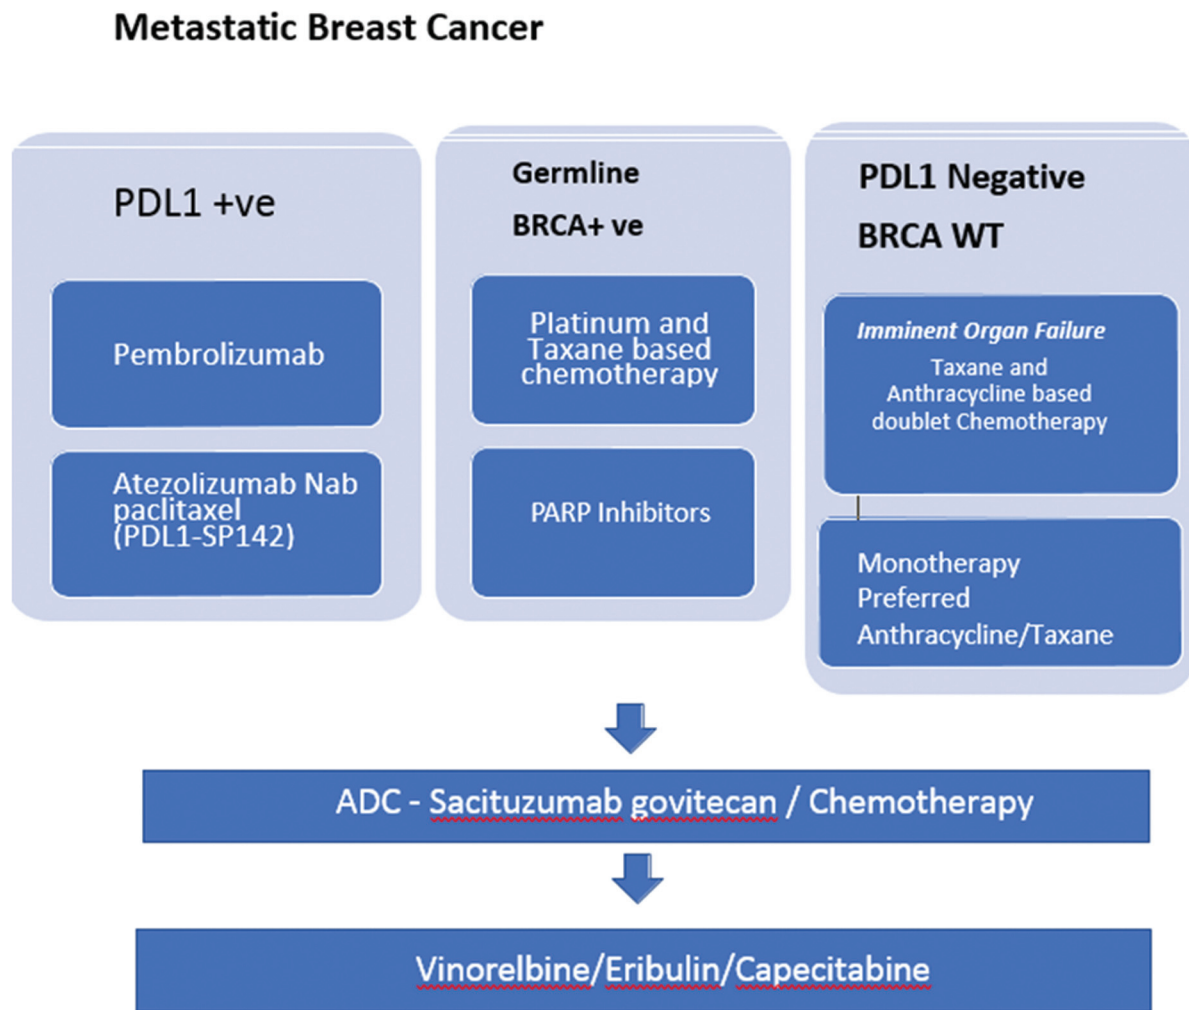 Metastatic Breast Cancer
PDL1 +ve
Pembrolizumab
Atezolizumab Nab
paclitaxel
(PDL1-SP142)
Germline
BRCA+ ve
Platinum and
Taxane based
chemotherapy
PARP Inhibitors
PDL1 Negative
BRCA WT
Imminent Organ Failure
Taxane and
Anthracycline based
doublet Chemotherapy
Monotherapy
Preferred
Anthracycline/Taxane
ADC - Sacituzumab govitecan / Chemotherapy
Vinorelbine/Eribulin/Capecitabine